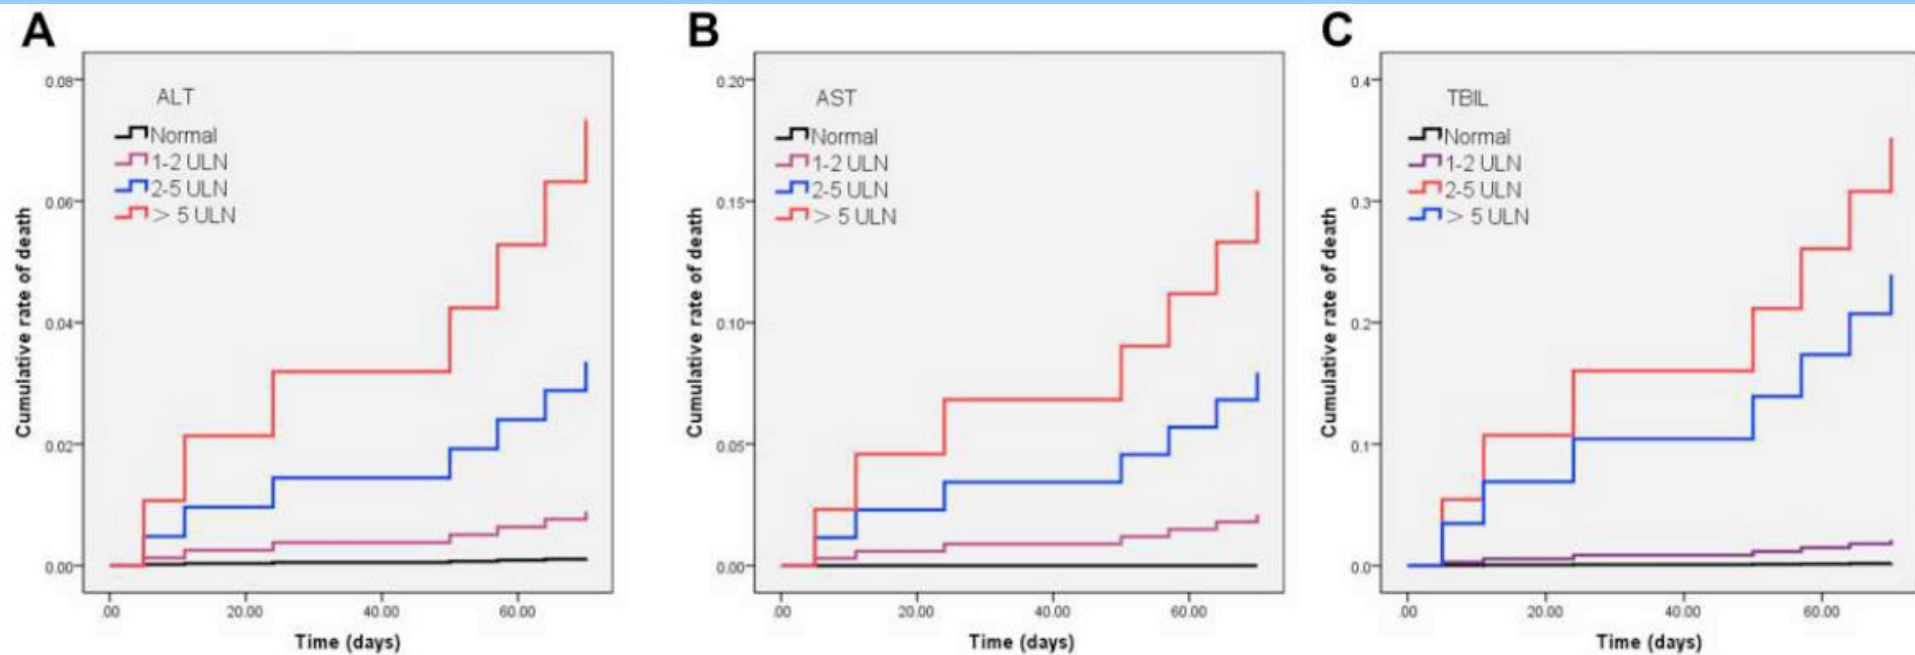 A
Cumulative rate of death
0.08
0.06
0.04
0.02
0.00
ALT
Normal
1-2 ULN
2-5 ULN
> 5 ULN
.00 20.00 40.00 60.00
Time (days)
B
Cumulative rate of death
0.20
0.15
0.10
0.05
0.00
AST
Normal
1-2 ULN
2-5 ULN
> 5 ULN
.00 20.00 40.00 60.00
Time (days)
C
Cumulative rate of death
0.4
0.3
0.2
0.1
0.0
TBIL
Normal
1-2 ULN
2-5 ULN
> 5 ULN
.00 20.00 40.00 60.00
Time (days)